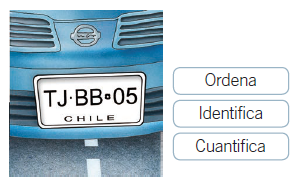 TJ·BB·05
CHILE
Ordena
Identifica
Cuantifica